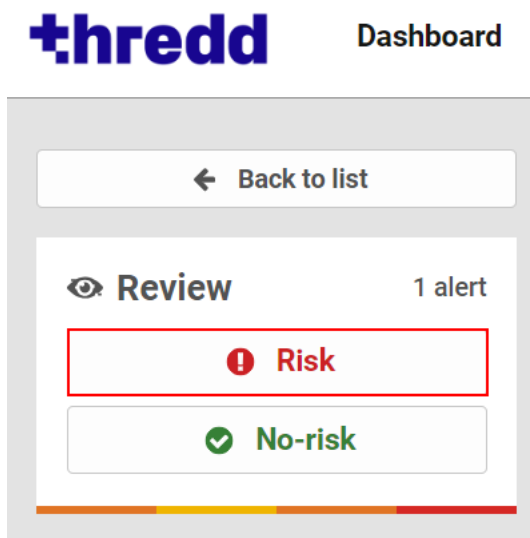 thredd Dashboard
Back to list
Review 1 alert
Risk
No-risk